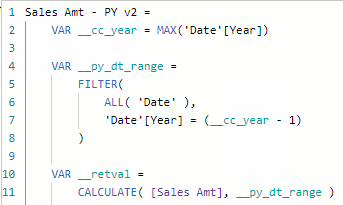 1 Sales Amt - PY v2 =
2 VAR __cc_year = MAX('Date'[Year])
3
4 VAR __py_dt_range =
5 FILTER(
6 ALL( 'Date' ),
7 'Date'[Year] = (__cc_year - 1)
8 )
9
10 VAR __retval =
11 CALCULATE( [Sales Amt], __py_dt_range )